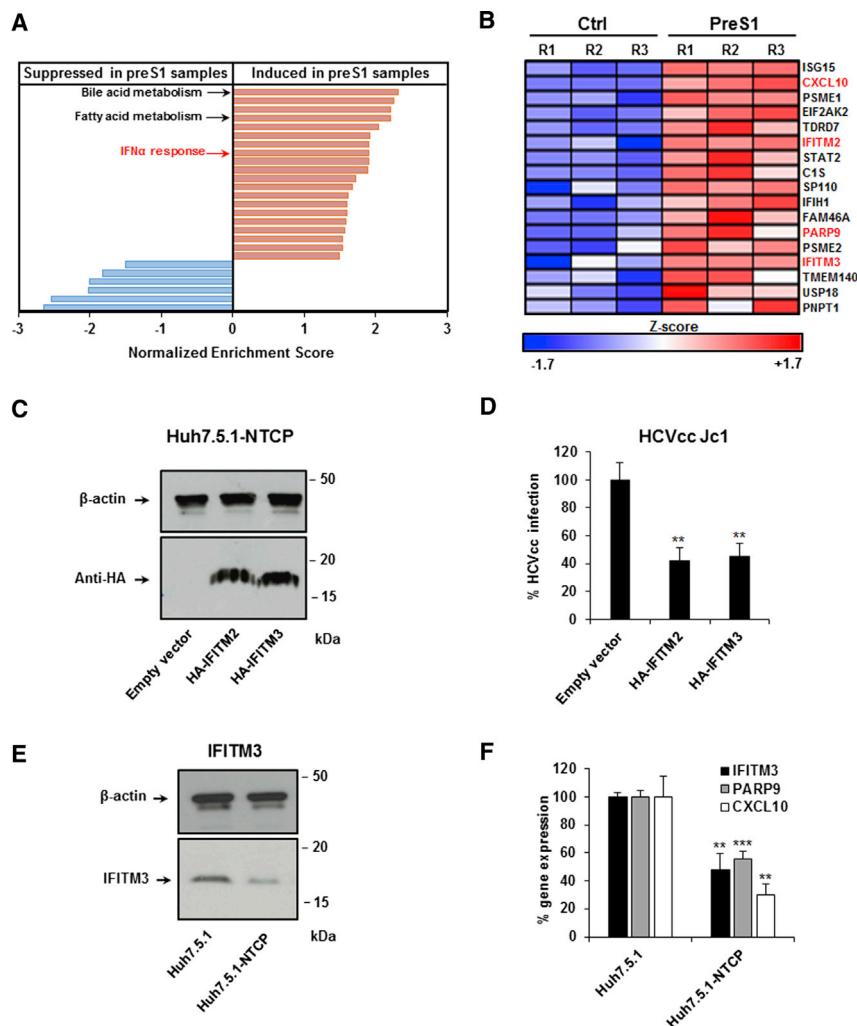 A
Suppressed in preS1 samples
Induced in preS1 samples
Bile acid metabolism
Fatty acid metabolism
IFNα response
-3
-2
-1
0
1
2
3
Normalized Enrichment Score
B
Ctrl
PreS1
R1
R2
R3
R1
R2
R3
ISG15
CXCL10
PSME1
EIF2AK2
TDRD7
IFITM2
STAT2
C1S
SP110
IFIH1
FAM46A
PARP9
PSME2
IFITM3
TMEM140
USP18
PNPT1
Z-score
-1.7
+1.7
C
Huh7.5.1-NTCP
β-actin
Anti-HA
- 50
- 20
- 15
kDa
Empty vector
HA-IFITM2
HA-IFITM3
D
HCVcc Jc1
% HCVcc infection
120
100
80
60
40
20
0
**
**
Empty vector
HA-IFITM2
HA-IFITM3
E
IFITM3
β-actin
IFITM3
- 50
- 20
- 15
kDa
Huh7.5.1
Huh7.5.1-NTCP
F
% gene expression
120
100
80
60
40
20
0
IFITM3
PARP9
CXCL10
**
***
**
Huh7.5.1
Huh7.5.1-NTCP